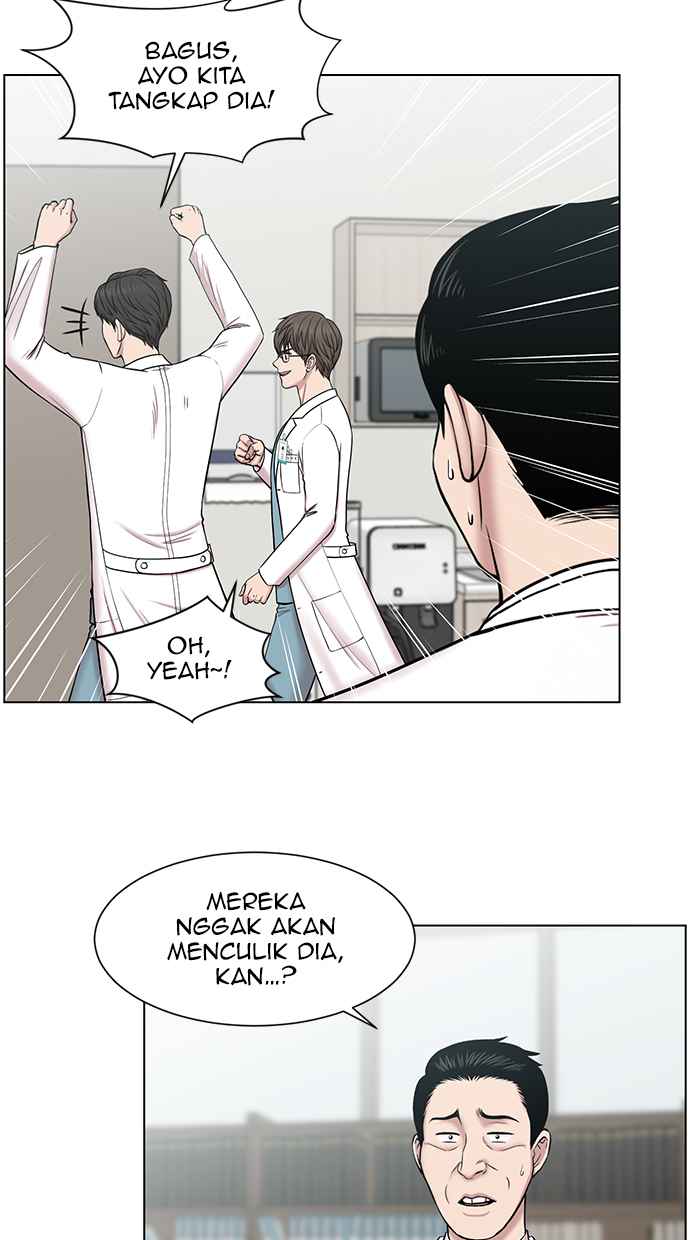 BAGUS,
AYO KITA
TANGKAP DIA!
OH,
YEAH~!
MEREKA
NGGAK AKAN
MENCULIK DIA,
KAN...?